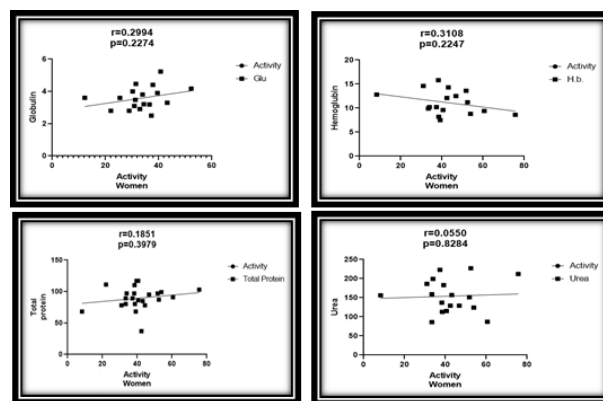 r=0.2994
p=0.2274
Globulin
6
4
2
0
0
20
40
60
Activity
Women
Activity
Glu
r=0.3108
p=0.2247
Hemoglubin
20
15
10
5
0
0
20
40
60
80
Activity
Women
Activity
H.b.
r=0.1851
p=0.3979
Total
protein
150
100
50
0
0
20
40
60
80
Activity
Women
Activity
Total Protein
r=0.0550
p=0.8284
Urea
250
200
150
100
50
0
0
20
40
60
80
Activity
Women
Activity
Urea